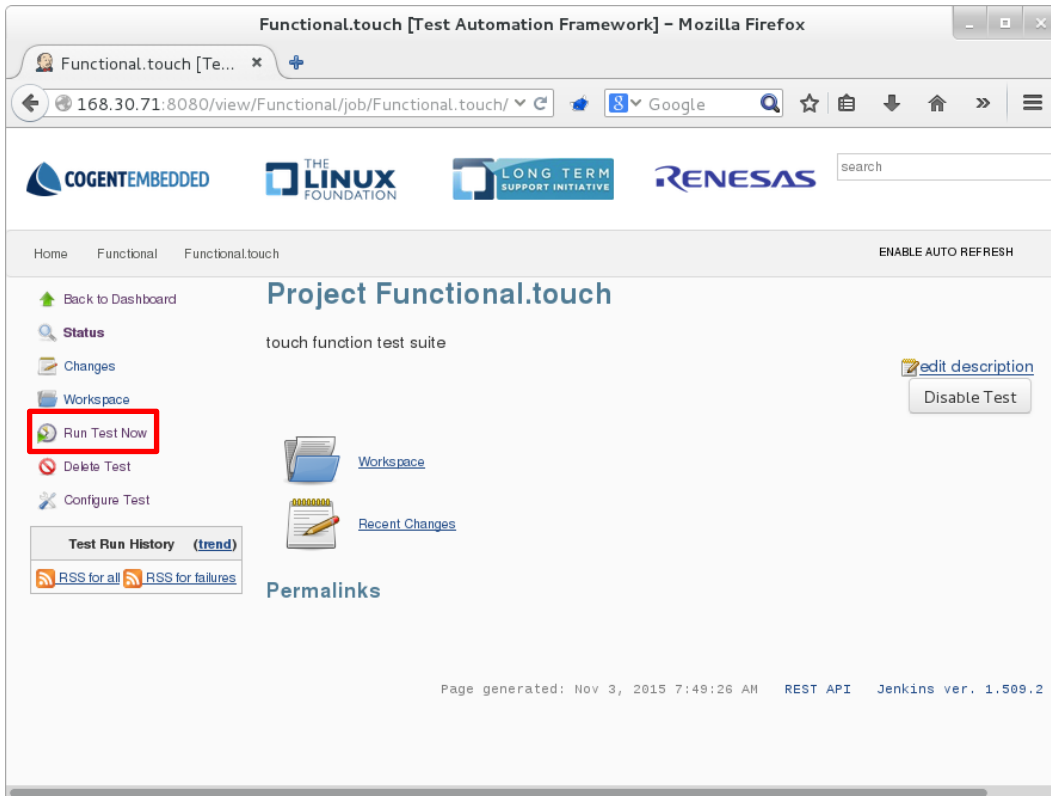 Functional.touch [Test Automation Framework] – Mozilla Firefox
Functional.touch [Te...
168.30.71:8080/view/Functional/job/Functional.touch/
Google
COGENTEMBEDDED
THE
LINUX
FOUNDATION
LONG TERM
SUPPORT INITIATIVE
RENESAS
search
Home Functional Functional.touch
ENABLE AUTO REFRESH
Back to Dashboard
Project Functional.touch
Status
touch function test suite
Changes
edit description
Workspace
Disable Test
Run Test Now
Delete Test
Workspace
Configure Test
Recent Changes
Test Run History (trend)
RSS for all RSS for failures
Permalinks
Page generated: Nov 3, 2015 7:49:26 AM REST API Jenkins ver. 1.509.2